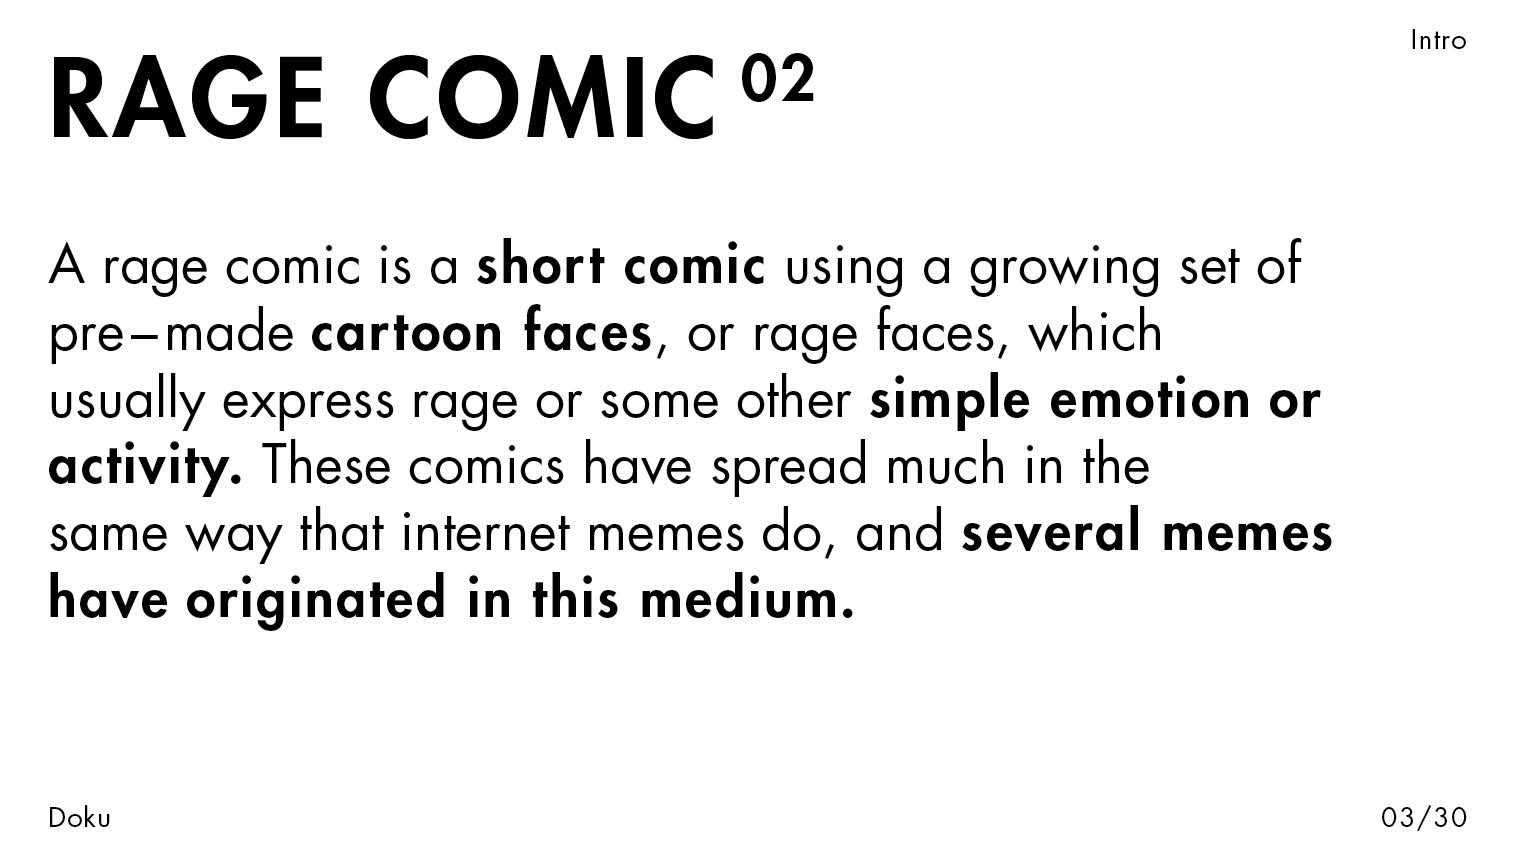 Intro
RAGE COMIC 02
A rage comic is a short comic using a growing set of
pre–made cartoon faces, or rage faces, which
usually express rage or some other simple emotion or
activity. These comics have spread much in the
same way that internet memes do, and several memes
have originated in this medium.
Doku
03/30